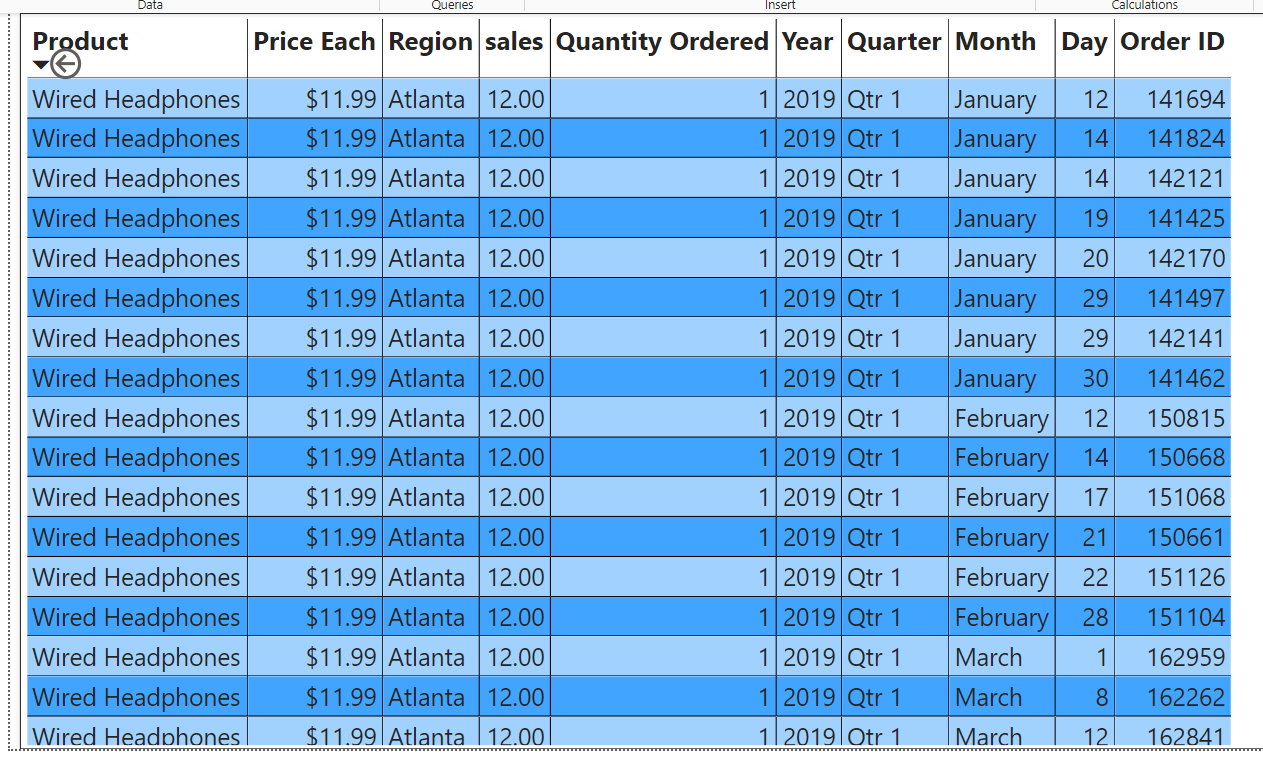 Data Queries Insert Calculations
Product Price Each Region sales Quantity Ordered Year Quarter Month Day Order ID
Wired Headphones $11.99 Atlanta 12.00 1 2019 Qtr 1 January 12 141694
Wired Headphones $11.99 Atlanta 12.00 1 2019 Qtr 1 January 14 141824
Wired Headphones $11.99 Atlanta 12.00 1 2019 Qtr 1 January 14 142121
Wired Headphones $11.99 Atlanta 12.00 1 2019 Qtr 1 January 19 141425
Wired Headphones $11.99 Atlanta 12.00 1 2019 Qtr 1 January 20 142170
Wired Headphones $11.99 Atlanta 12.00 1 2019 Qtr 1 January 29 141497
Wired Headphones $11.99 Atlanta 12.00 1 2019 Qtr 1 January 29 142141
Wired Headphones $11.99 Atlanta 12.00 1 2019 Qtr 1 January 30 141462
Wired Headphones $11.99 Atlanta 12.00 1 2019 Qtr 1 February 12 150815
Wired Headphones $11.99 Atlanta 12.00 1 2019 Qtr 1 February 14 150668
Wired Headphones $11.99 Atlanta 12.00 1 2019 Qtr 1 February 17 151068
Wired Headphones $11.99 Atlanta 12.00 1 2019 Qtr 1 February 21 150661
Wired Headphones $11.99 Atlanta 12.00 1 2019 Qtr 1 February 22 151126
Wired Headphones $11.99 Atlanta 12.00 1 2019 Qtr 1 February 28 151104
Wired Headphones $11.99 Atlanta 12.00 1 2019 Qtr 1 March 1 162959
Wired Headphones $11.99 Atlanta 12.00 1 2019 Qtr 1 March 8 162262
Wired Headphones $11.99 Atlanta 12.00 1 2019 Qtr 1 March 12 162841